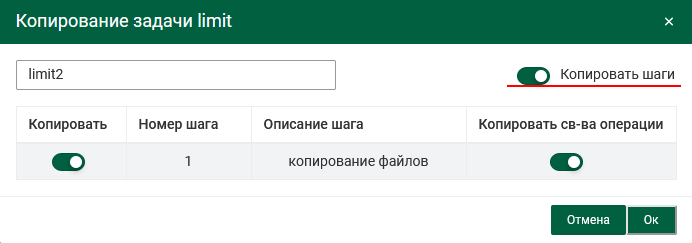 Копирование задачи limit
×
limit2
Копировать шаги
Копировать Номер шага Описание шага Копировать св-ва операции
1 копирование файлов
Отмена Ок